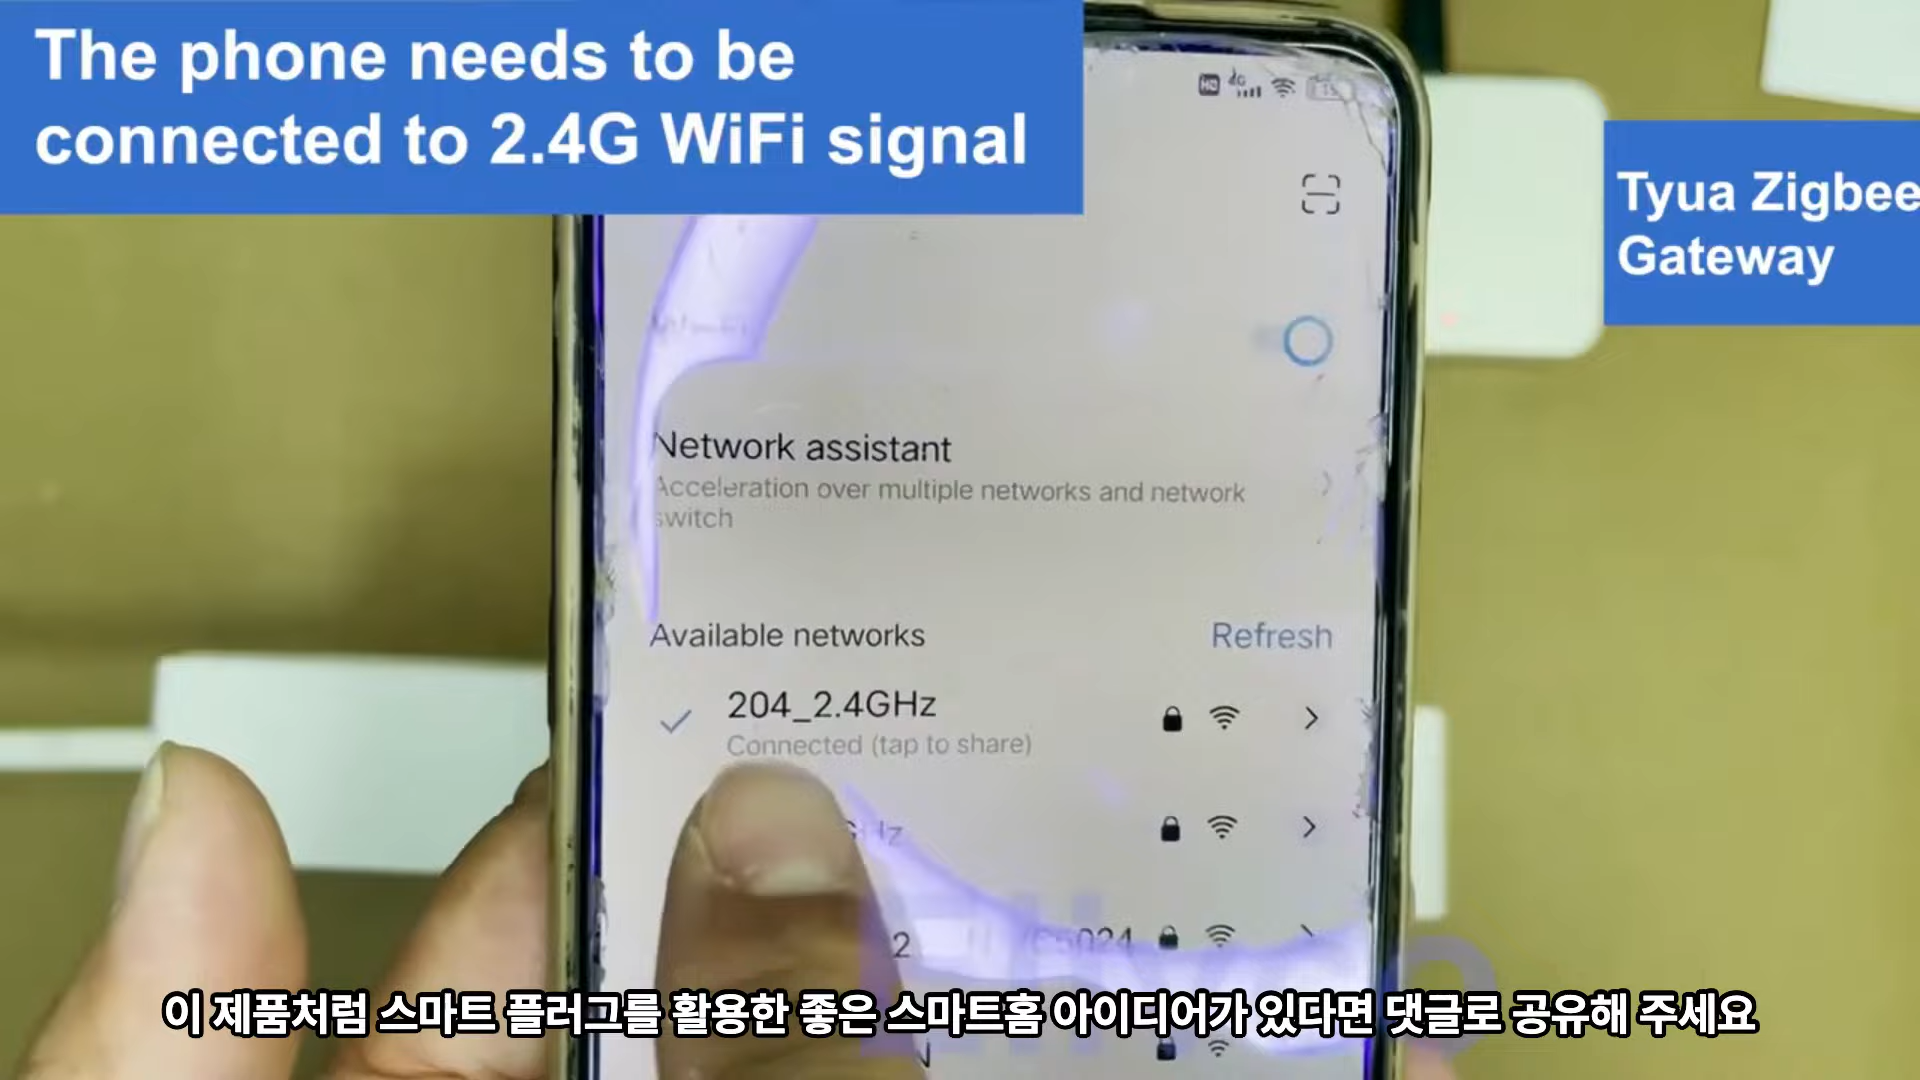 The phone needs to be
connected to 2.4G WiFi signal
Tyua Zigbee
Gateway
4G
Network assistant
Acceleration over multiple networks and network
switch
Available networks
Refresh
204_2.4GHz
Connected (tap to share)
이 제품처럼 스마트 플러그를 활용한 좋은 스마트홈 아이디어가 있다면 댓글로 공유해 주세요